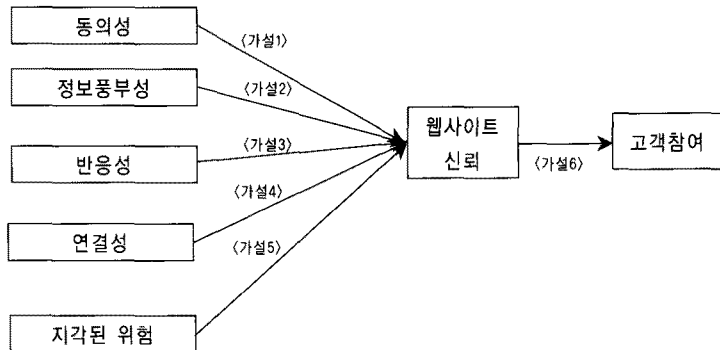 동의성
〈가설1〉
정보풍부성
〈가설2〉
반응성
〈가설3〉
연결성
〈가설4〉
지각된 위험
〈가설5〉
웹사이트
신뢰
〈가설6〉
고객참여